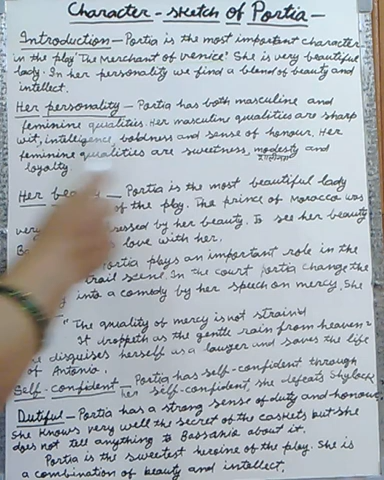 Character - sketch of Portia -
Introduction - Portia is the most important character
in the play "The Merchant of Venice". She is very beautiful
lady. In her personality we find a blend of beauty and
intellect.
Her personality - Portia has both masculine and
feminine qualities. Her masculine qualities are sharp
wit, intelligence, boldness and sense of honour. Her
feminine qualities are sweetness, modesty and
loyalty.
Her - Portia is the most beautiful lady
of the play. The prince of Morocco was
very by her beauty. To see her beauty
love with her.
Portia plays an important role in the
trail scene. In the court Portia change the
into a comedy by her speech on mercy. She
"The quality of mercy is not strain'd
It droppeth as the gentle rain from heaven"
disguises herself as a lawyer and saves the life
of Antonio.
Self-confident - Portia has self-confident through
her self-confident, she defeats Shylock
Dutiful - Portia has a strong sense of duty and honour
She knows very well the secret of the caskets but she
does not tell anything to Bassania about it.
Portia is the sweetest heroine of the play. She is
a combination of beauty and intellect.